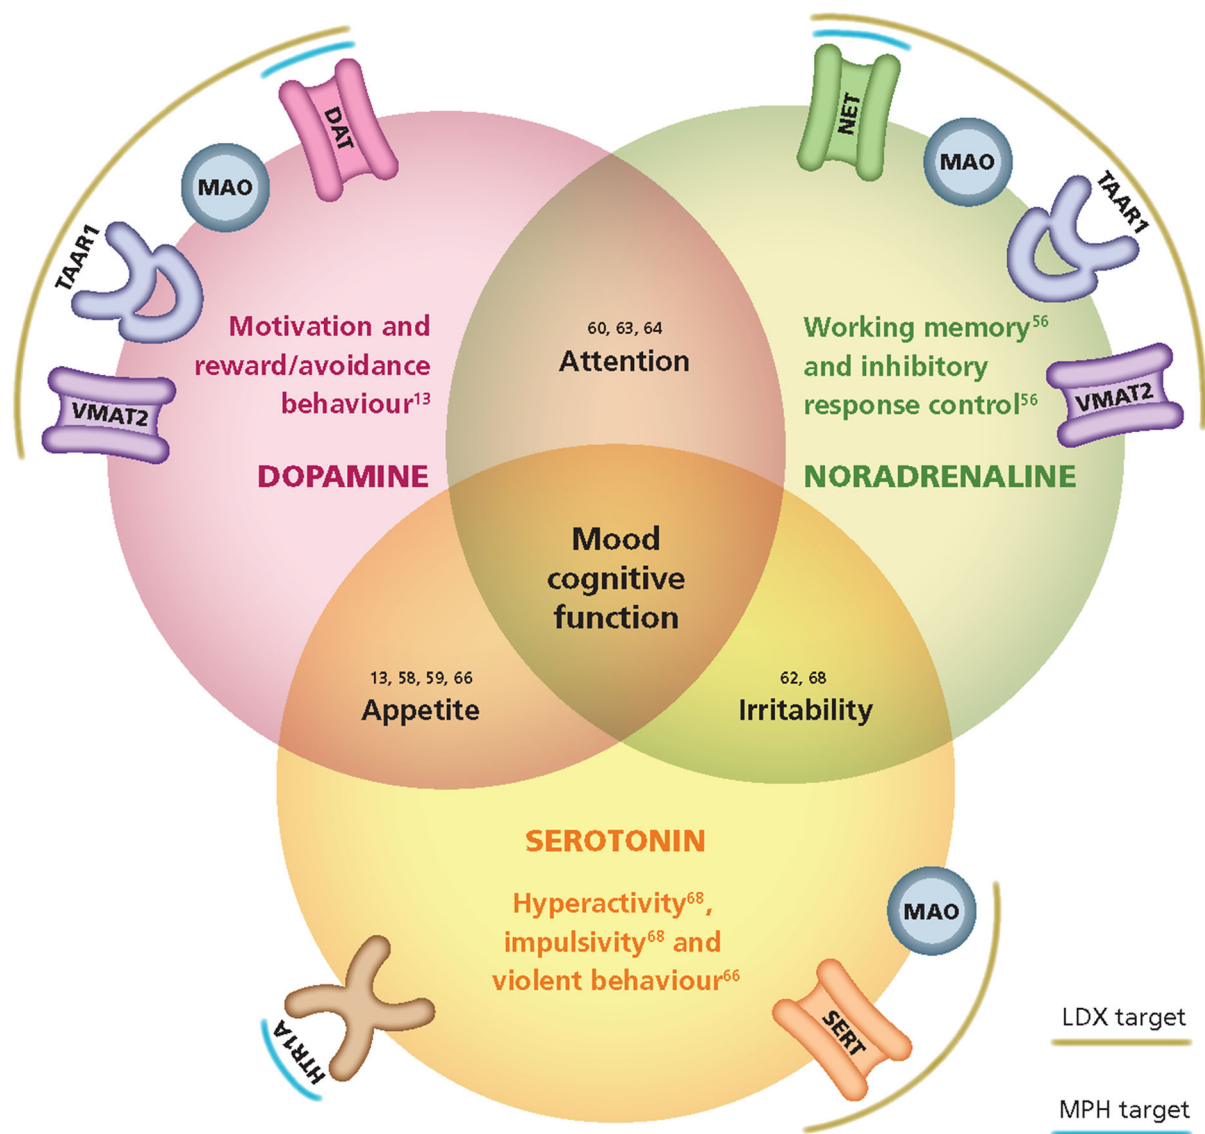 DAT
NET
MAO
MAO
TAAR1
TAAR1
VMAT2
VMAT2
Motivation and
reward/avoidance
behaviour13
DOPAMINE
60, 63, 64
Attention
Working memory56
and inhibitory
response control56
NORADRENALINE
Mood
cognitive
function
13, 58, 59, 66
Appetite
62, 68
Irritability
SEROTONIN
Hyperactivity68,
impulsivity68 and
violent behaviour66
MAO
HTR1A
SERT
LDX target
MPH target